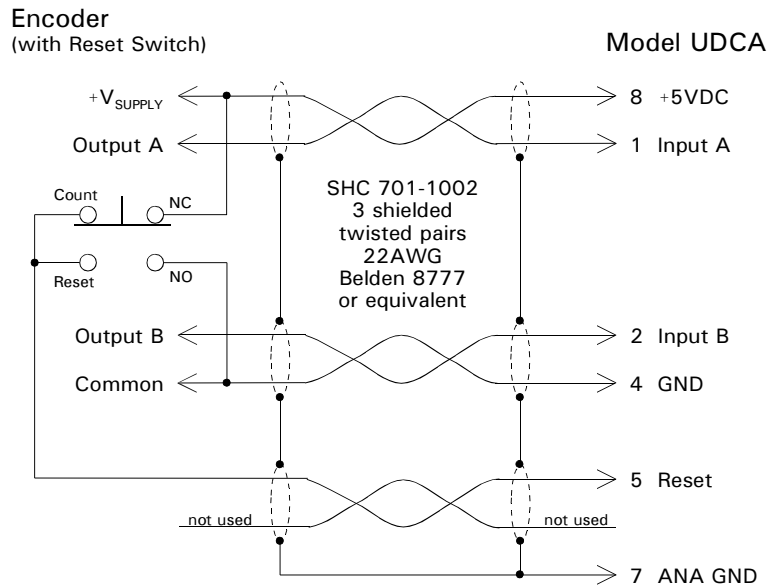 Encoder
(with Reset Switch)
Model UDCA
+V SUPPLY
8 +5VDC
Output A
1 Input A
Count
NC
Reset
NO
SHC 701-1002
3 shielded
twisted pairs
22AWG
Belden 8777
or equivalent
Output B
2 Input B
Common
4 GND
5 Reset
not used
not used
7 ANA GND